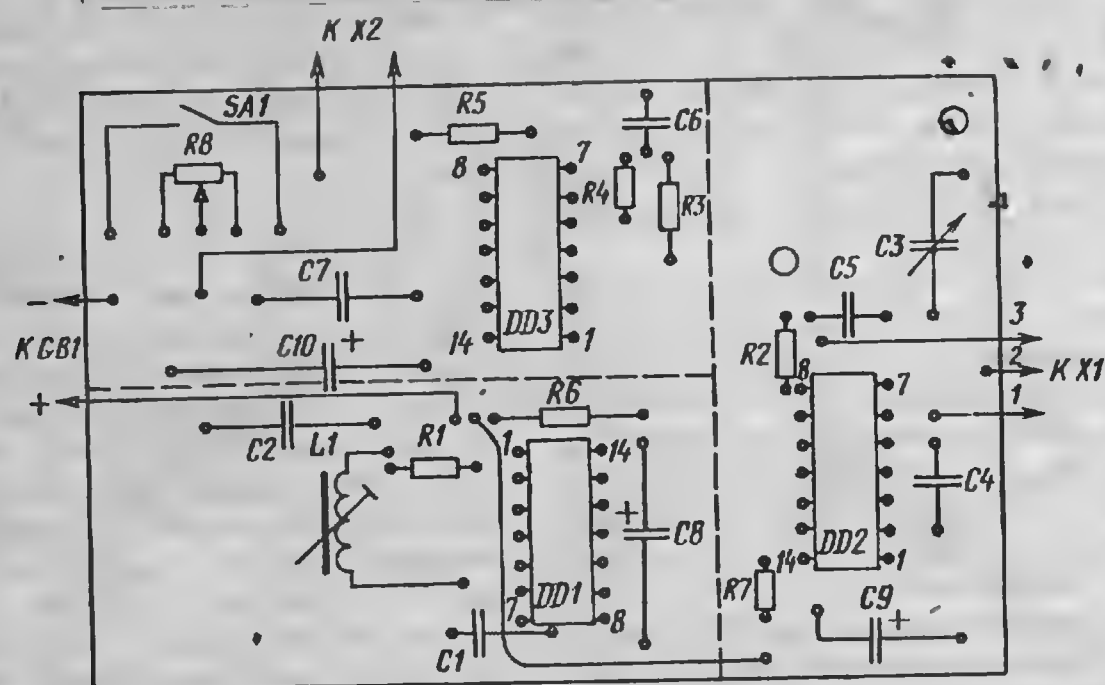 К X2
SA1
R5
C6
R8
8
7
R4
R3
C3
C7
C5
−
+
3
DD3
К GB1
C10
14
1
R2
2
К X1
8
7
1
+
R6
C2
L1
R1
1
14
C4
+
C8
DD2
14
1
R7
7
DD1
8
C9
+
C1